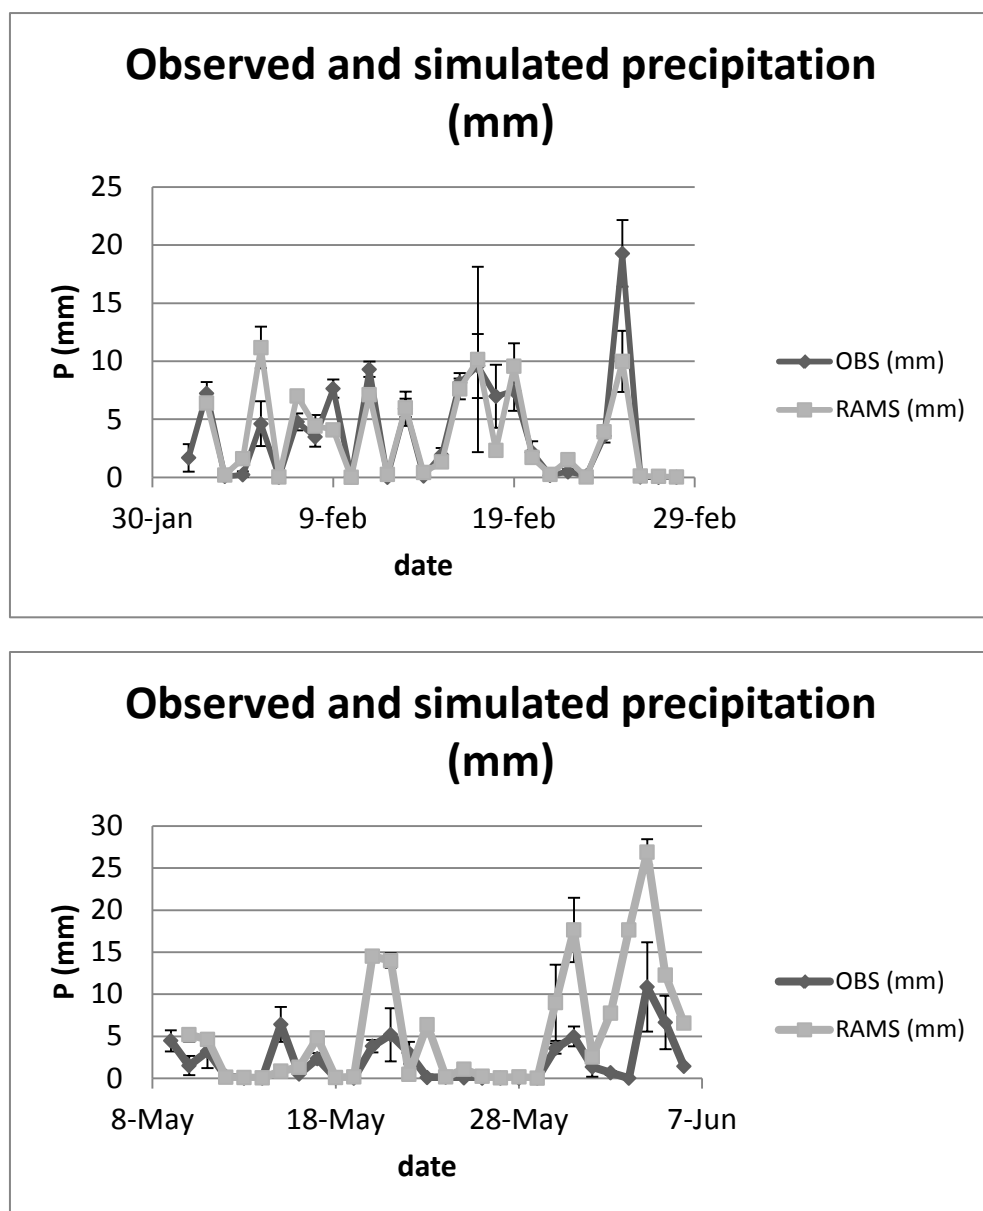 Observed and simulated precipitation
(mm)
25
20
15
10
5
0
P (mm)
30-jan
9-feb
19-feb
29-feb
date
OBS (mm)
RAMS (mm)
Observed and simulated precipitation
(mm)
30
25
20
15
10
5
0
P (mm)
8-May
18-May
28-May
7-Jun
date
OBS (mm)
RAMS (mm)